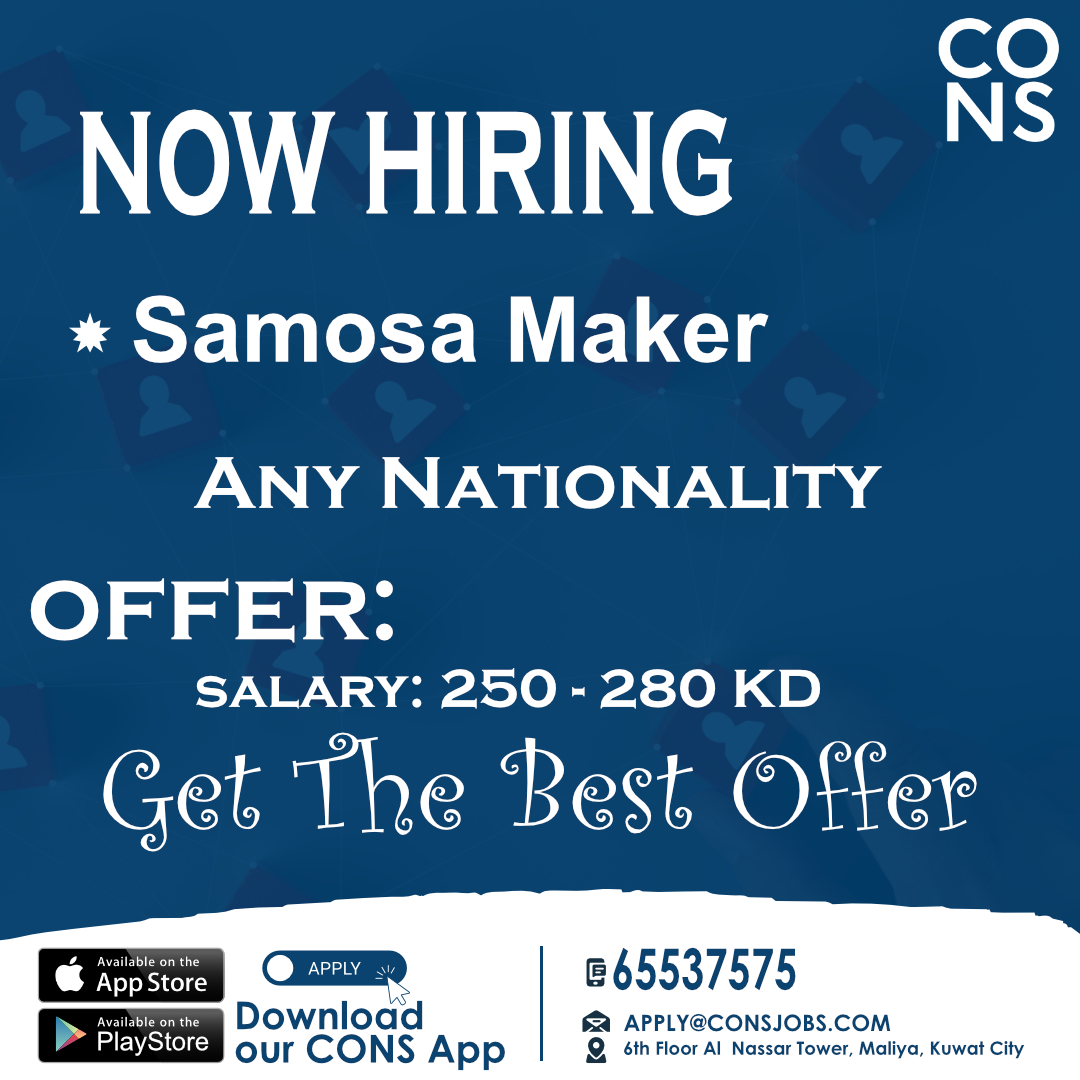 CO
NS
NOW HIRING
Samosa Maker
ANY NATIONALITY
OFFER:
SALARY: 250 - 280 KD
Get The Best Offer
Available on the
App Store
Available on the
PlayStore
APPLY
Download
our CONS App
65537575
APPLY@CONSJOBS.COM
6th Floor Al Nassar Tower, Maliya, Kuwat City